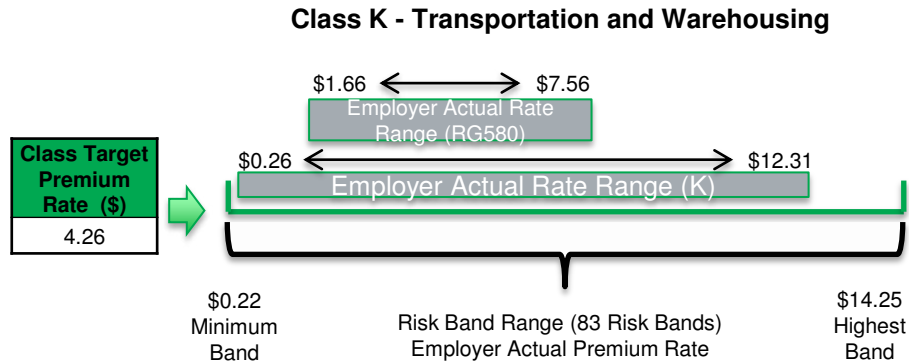 Class K - Transportation and Warehousing
$1.66 $7.56
Employer Actual Rate
Range (RG580)
$0.26 $12.31
Employer Actual Rate Range (K)
Class Target
Premium
Rate ($)
4.26
$0.22
Minimum
Band
Risk Band Range (83 Risk Bands)
Employer Actual Premium Rate
$14.25
Highest
Band